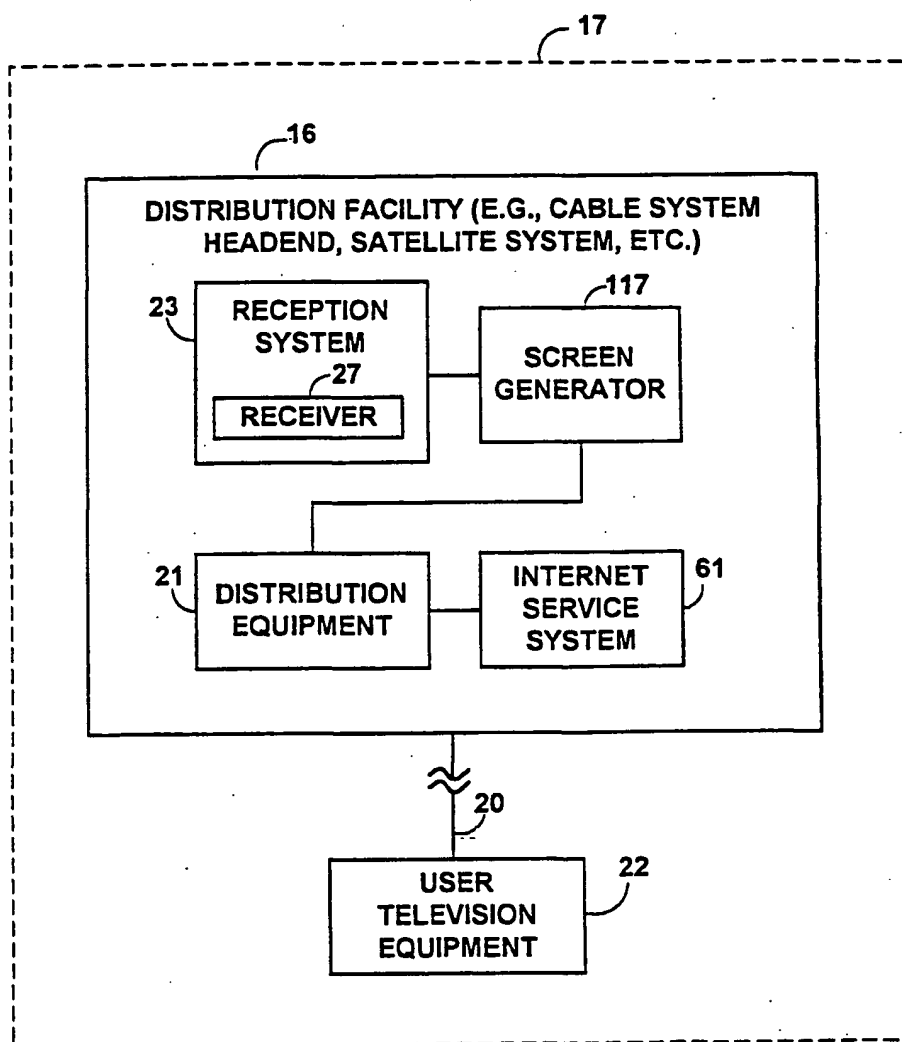 17
16
DISTRIBUTION FACILITY (E.G., CABLE SYSTEM
HEADEND, SATELLITE SYSTEM, ETC.)
23
RECEPTION
SYSTEM
27
RECEIVER
117
SCREEN
GENERATOR
21
DISTRIBUTION
EQUIPMENT
INTERNET
SERVICE
SYSTEM
61
20
USER
TELEVISION
EQUIPMENT
22